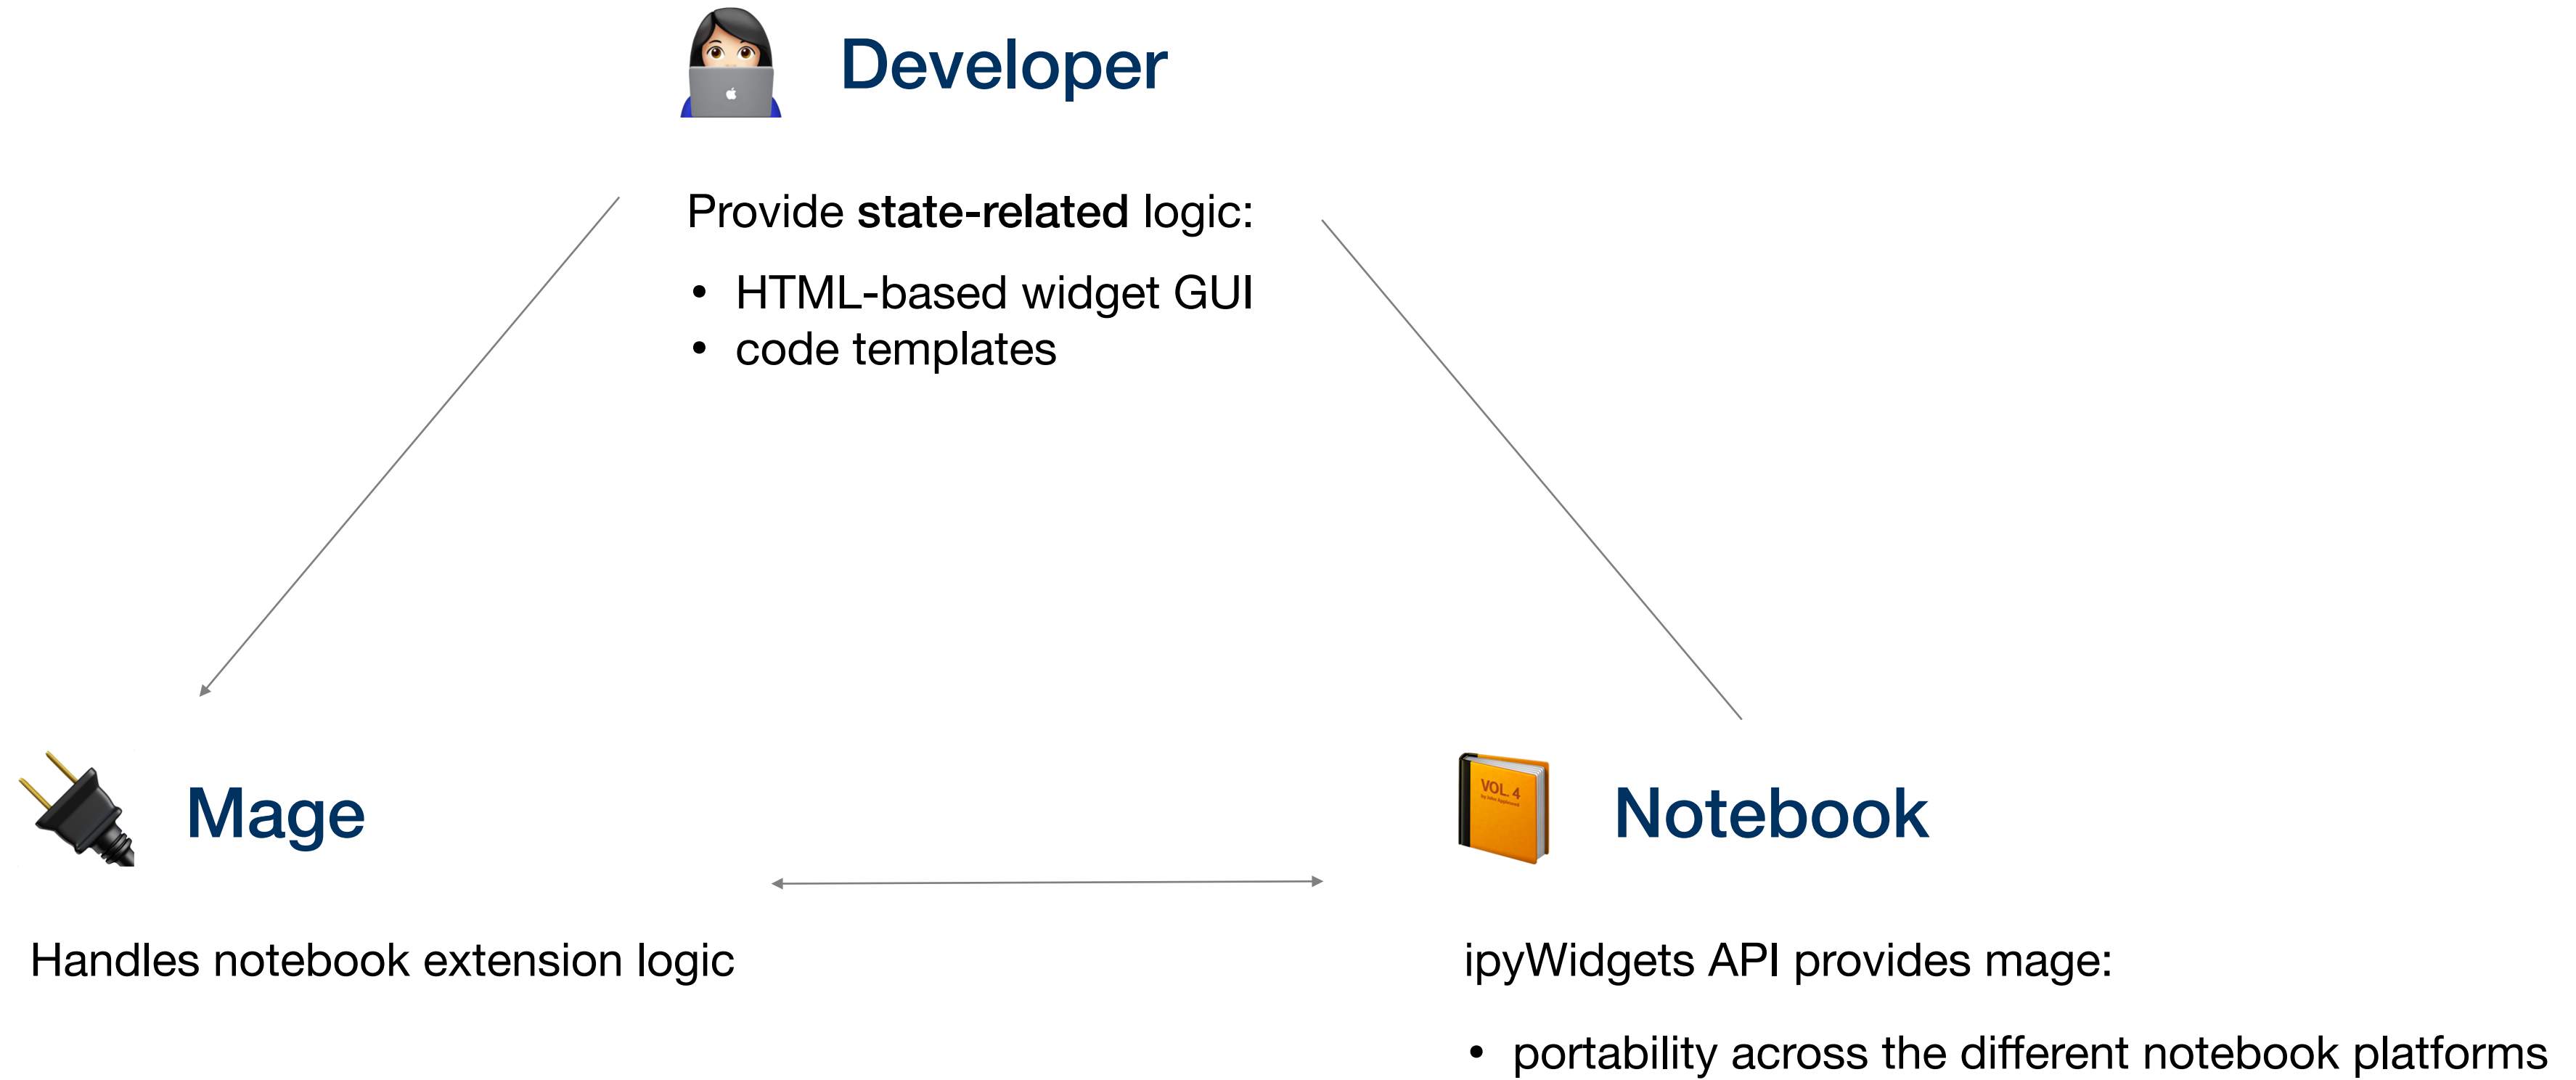 Developer
Provide state-related logic:
• HTML-based widget GUI
• code templates
Mage
VOL. 4
Notebook
Handles notebook extension logic
ipyWidgets API provides mage:
• portability across the different notebook platforms